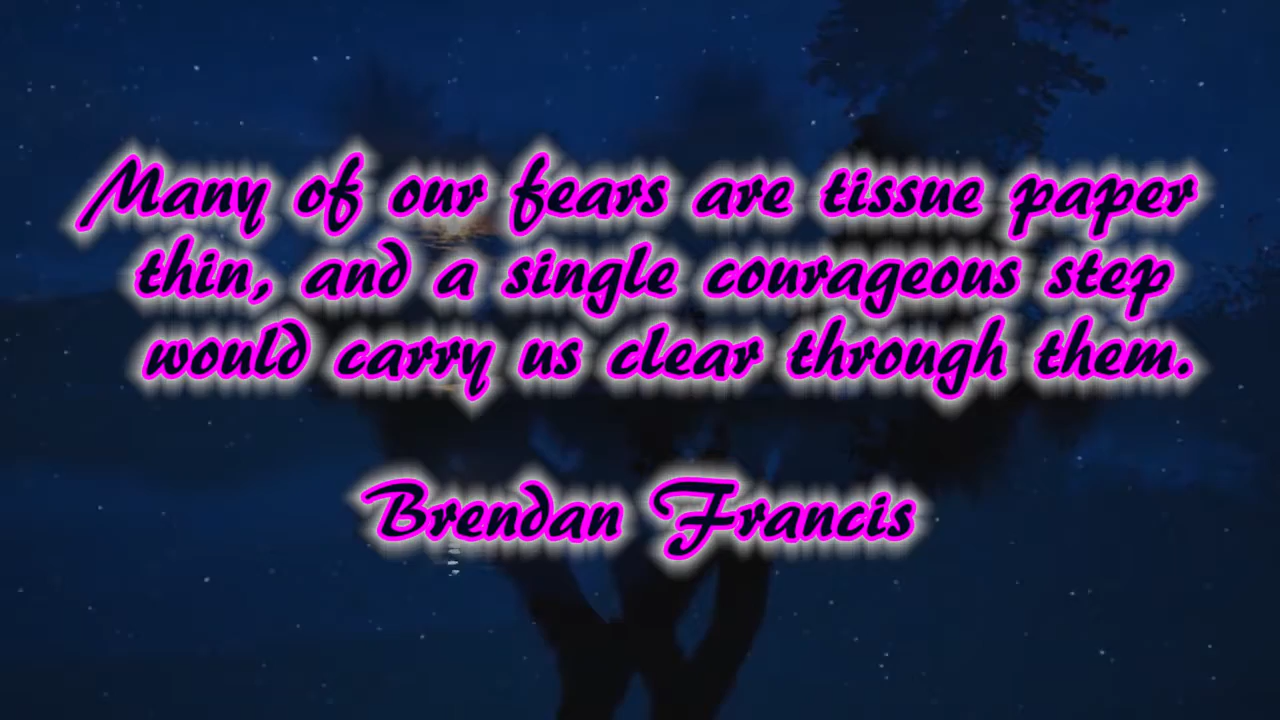 Many of our fears are tissue paper
thin, and a single courageous step
would carry us clear through them.
Brendan Francis